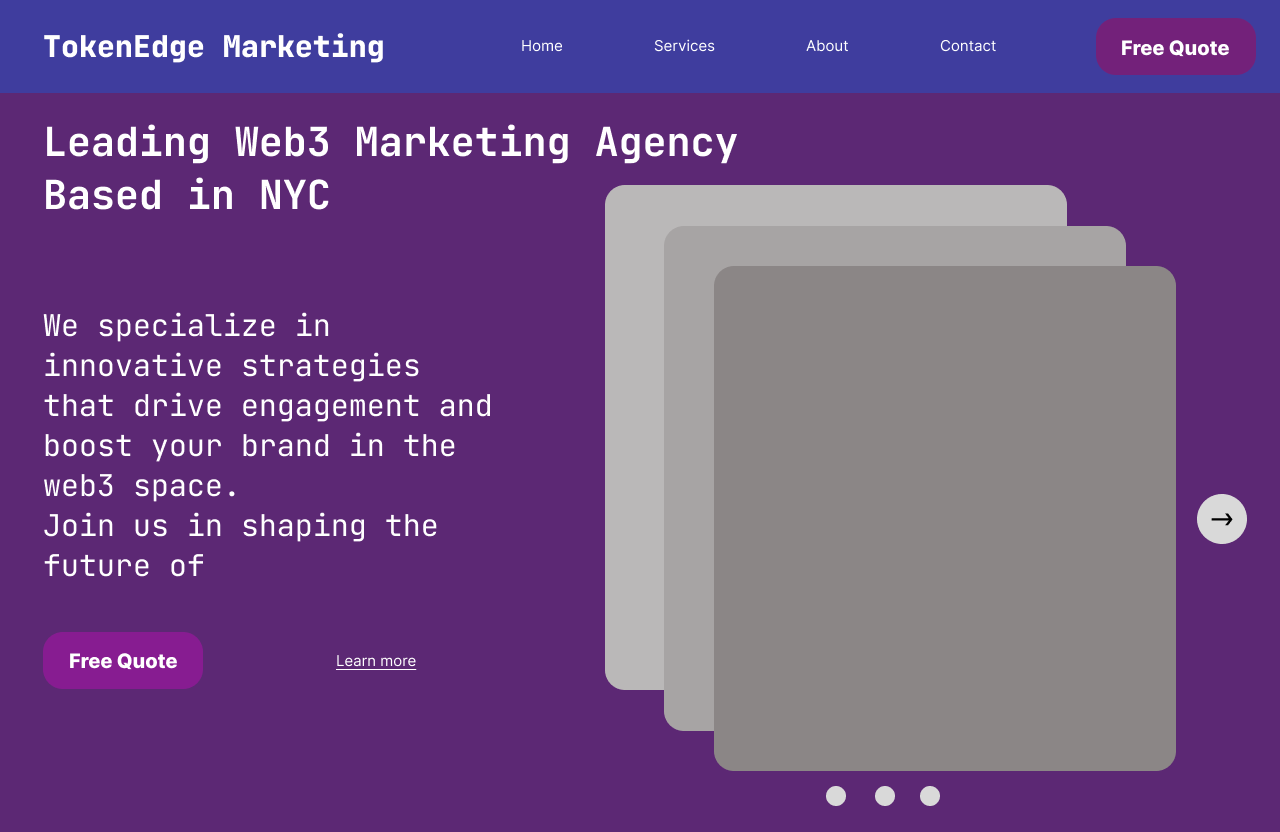 TokenEdge Marketing
Home
Services
About
Contact
Free Quote
Leading Web3 Marketing Agency
Based in NYC
We specialize in
innovative strategies
that drive engagement and
boost your brand in the
web3 space.
Join us in shaping the
future of
→
Free Quote
Learn more